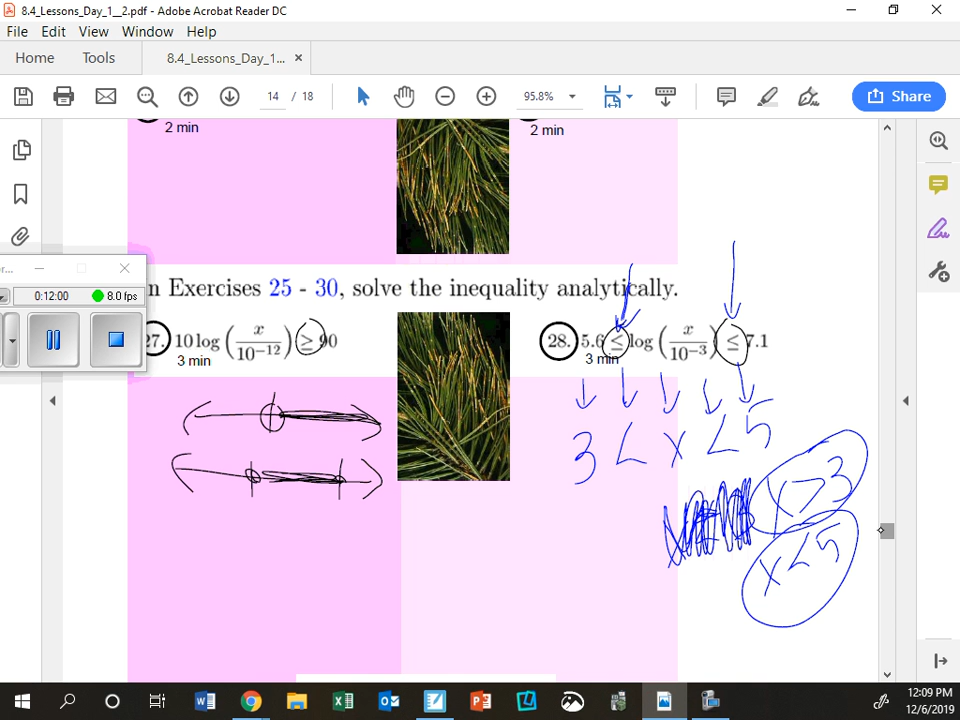 8.4_Lessons_Day_1__2.pdf - Adobe Acrobat Reader DC
File Edit View Window Help
Home Tools 8.4_Lessons_Day_1... ×
14 / 18 95.8% Share
2 min 2 min
0:12:00 8.0 fps
n Exercises 25 - 30, solve the inequality analytically.
27. 10 log (x/10^−12) ≥ 90
3 min
28. 5.6 ≤ log (x/10^−3) ≤ 7.1
3 min
3 < x < 5
x > 3
x < 5
12:09 PM
12/6/2019